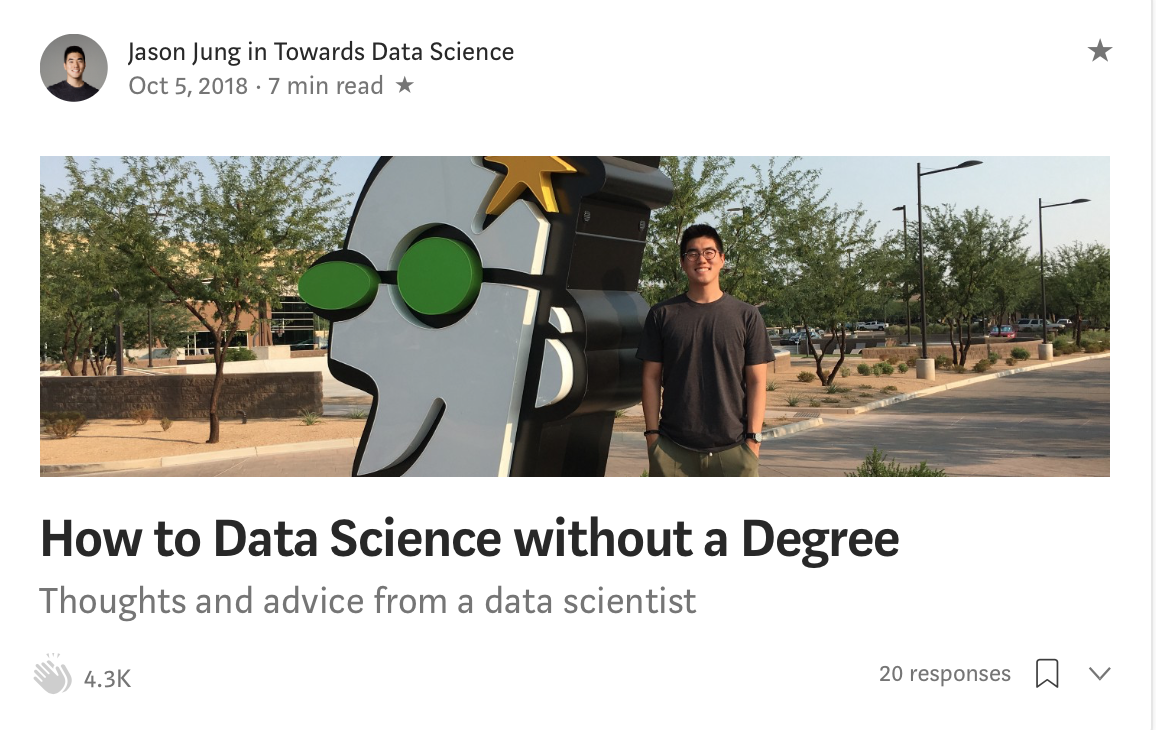 Jason Jung in Towards Data Science
Oct 5, 2018 · 7 min read ★
How to Data Science without a Degree
Thoughts and advice from a data scientist
4.3K
20 responses